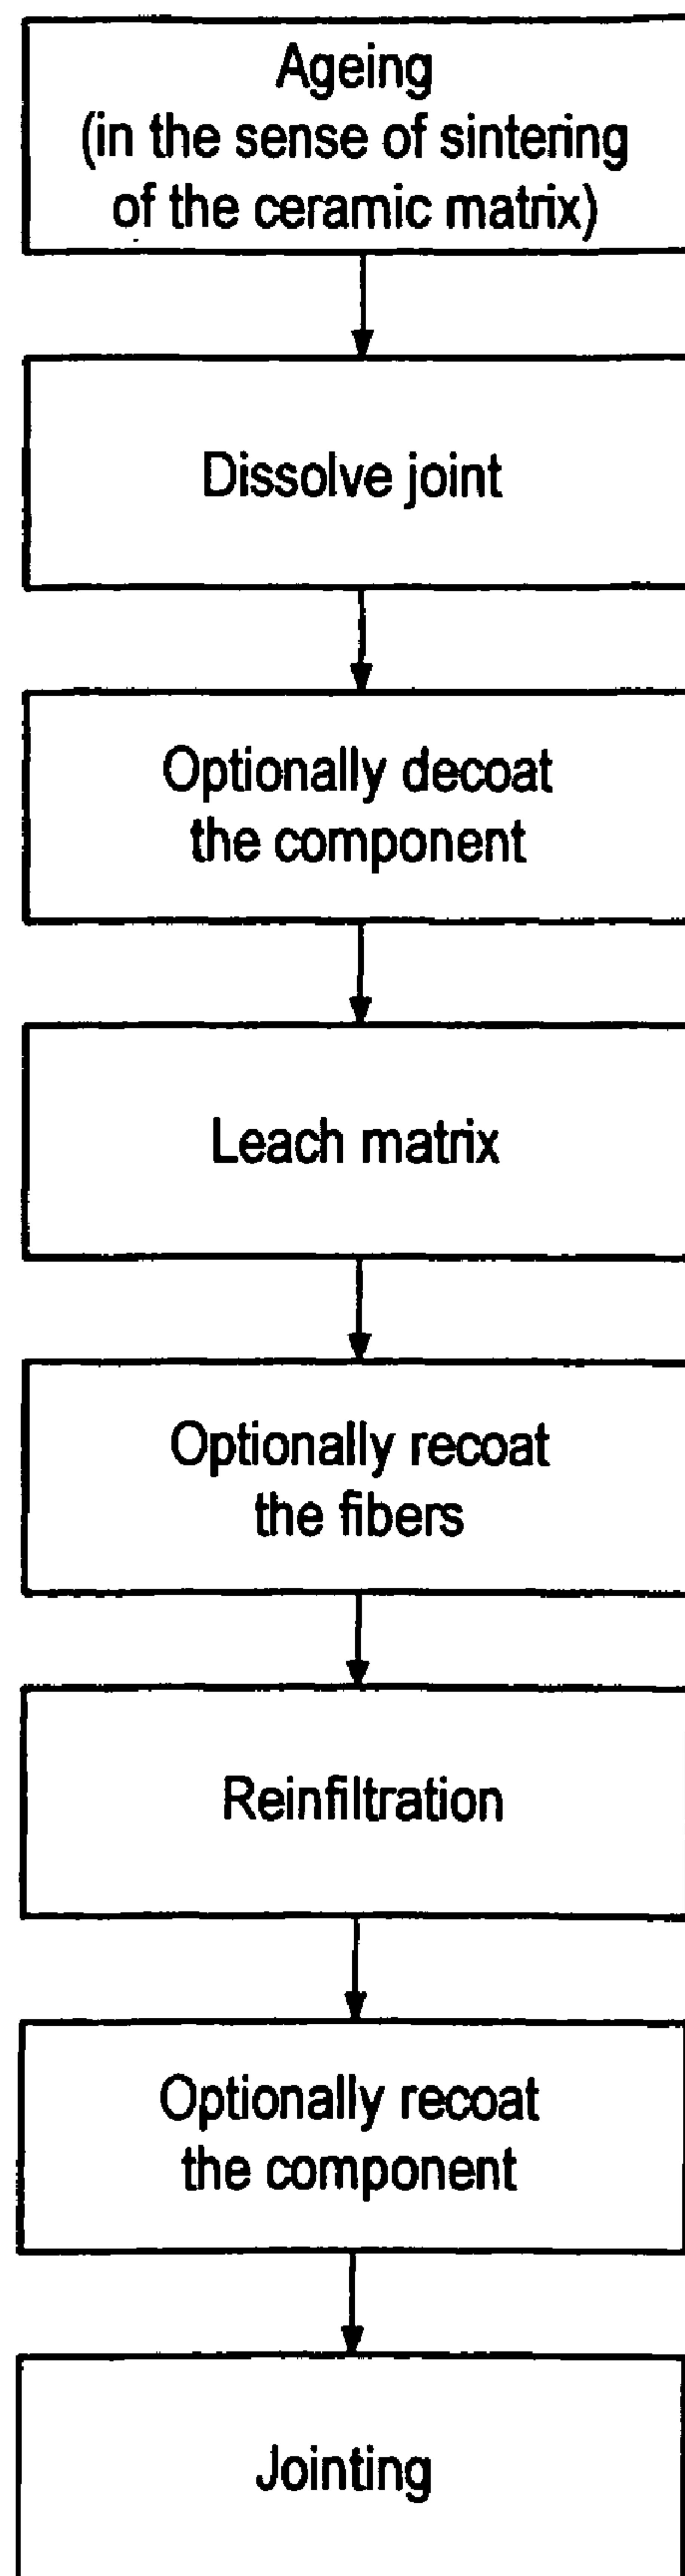 Ageing
(in the sense of sintering
of the ceramic matrix)
Dissolve joint
Optionally decoat
the component
Leach matrix
Optionally recoat
the fibers
Reinfiltration
Optionally recoat
the component
Jointing